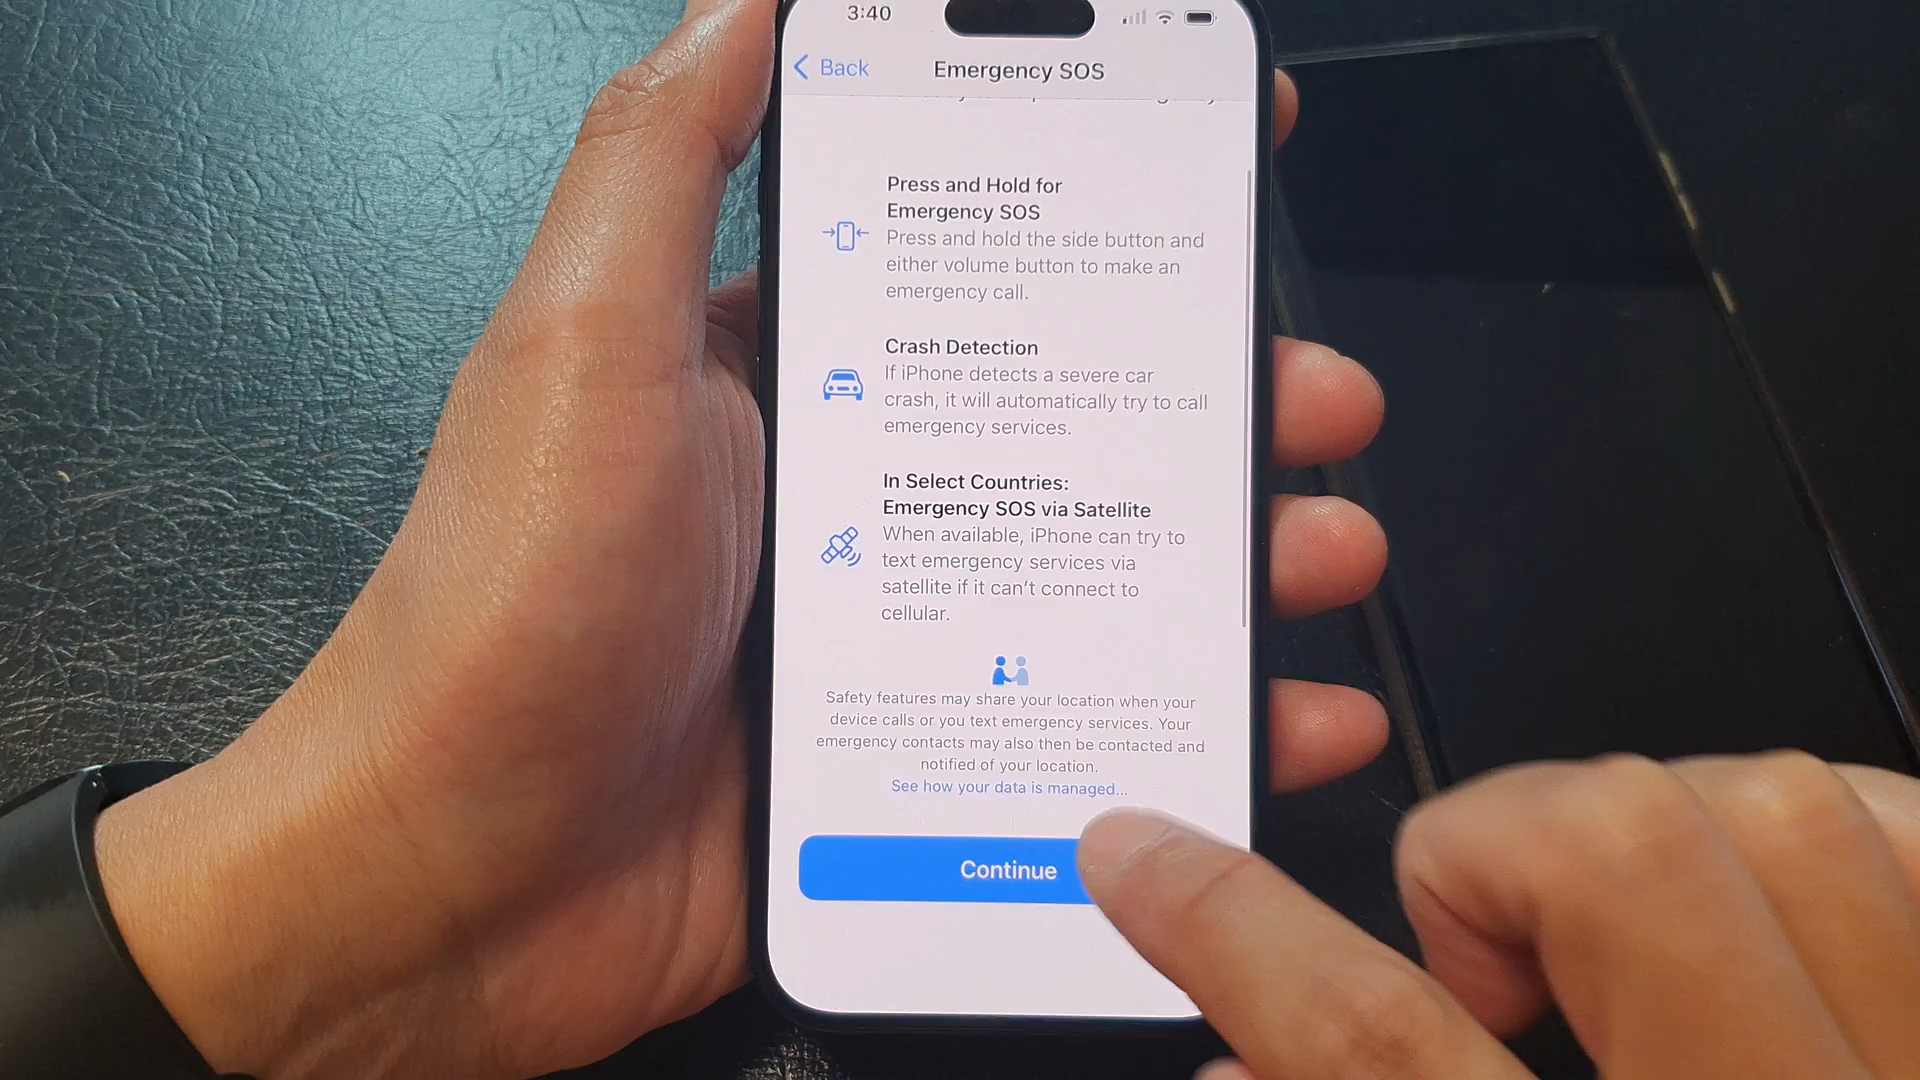 3:40
Back
Emergency SOS
Press and Hold for
Emergency SOS
Press and hold the side button and
either volume button to make an
emergency call.
Crash Detection
If iPhone detects a severe car
crash, it will automatically try to call
emergency services.
In Select Countries:
Emergency SOS via Satellite
When available, iPhone can try to
text emergency services via
satellite if it can't connect to
cellular.
Safety features may share your location when your
device calls or you text emergency services. Your
emergency contacts may also then be contacted and
notified of your location.
See how your data is managed...
Continue